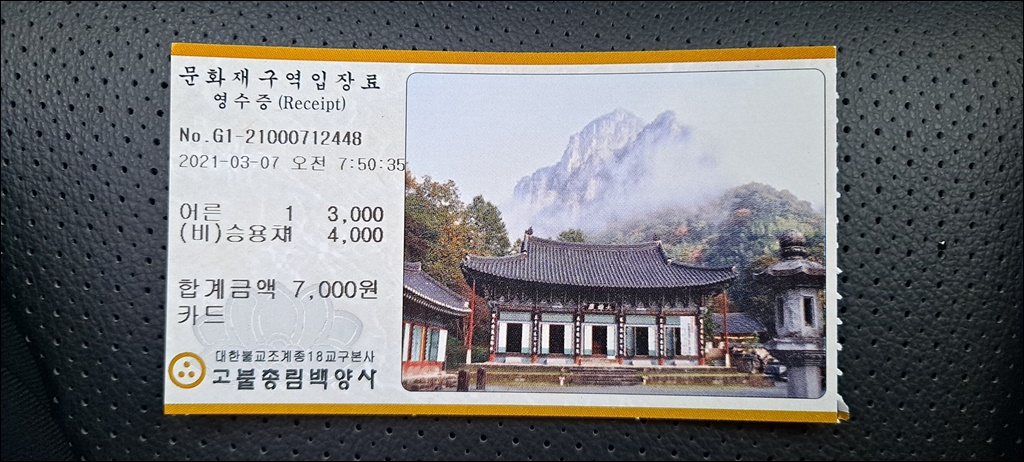 문화재구역입장료
영수증 (Receipt)
No.G1-21000712448
2021-03-07 오전 7:50:35
어른 1 3,000
(비)승용차 4,000
합계금액 7,000원
카드
대한불교조계종18교구본사
고불총림백양사